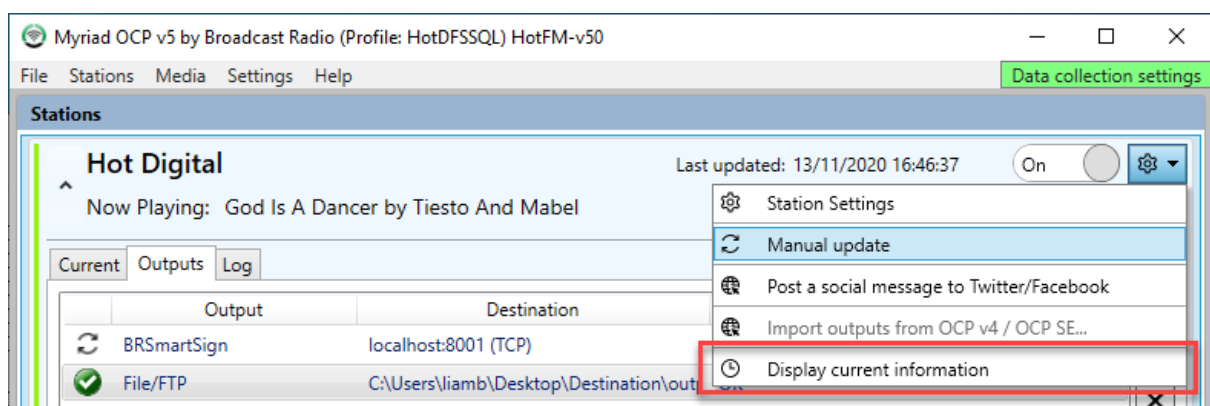 Myriad OCP v5 by Broadcast Radio (Profile: HotDFSSQL) HotFM-v50
File Stations Media Settings Help Data collection settings
Stations
Hot Digital Last updated: 13/11/2020 16:46:37 On
Now Playing: God Is A Dancer by Tiesto And Mabel
Station Settings
Manual update
Post a social message to Twitter/Facebook
Import outputs from OCP v4 / OCP SE...
Display current information
Current Outputs Log
Output Destination
BRSmartSign localhost:8001 (TCP)
File/FTP C:\Users\liamb\Desktop\Destination\outp